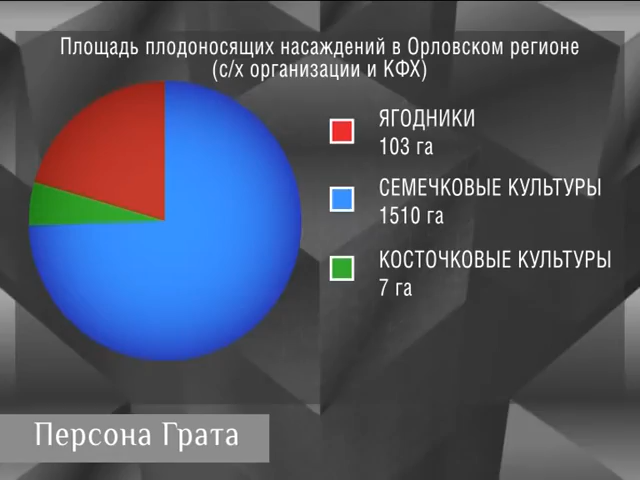 Площадь плодоносящих насаждений в Орловском регионе
(с/х организации и КФХ)
ЯГОДНИКИ
103 га
СЕМЕЧКОВЫЕ КУЛЬТУРЫ
1510 га
КОСТОЧКОВЫЕ КУЛЬТУРЫ
7 га
Персона Грата